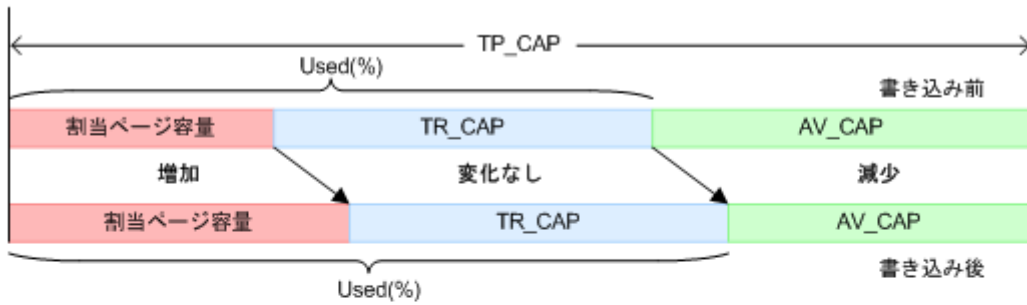 TP_CAP
Used(%)
書き込み前
割当ページ容量 TR_CAP AV_CAP
増加 変化なし 減少
割当ページ容量 TR_CAP AV_CAP
書き込み後
Used(%)